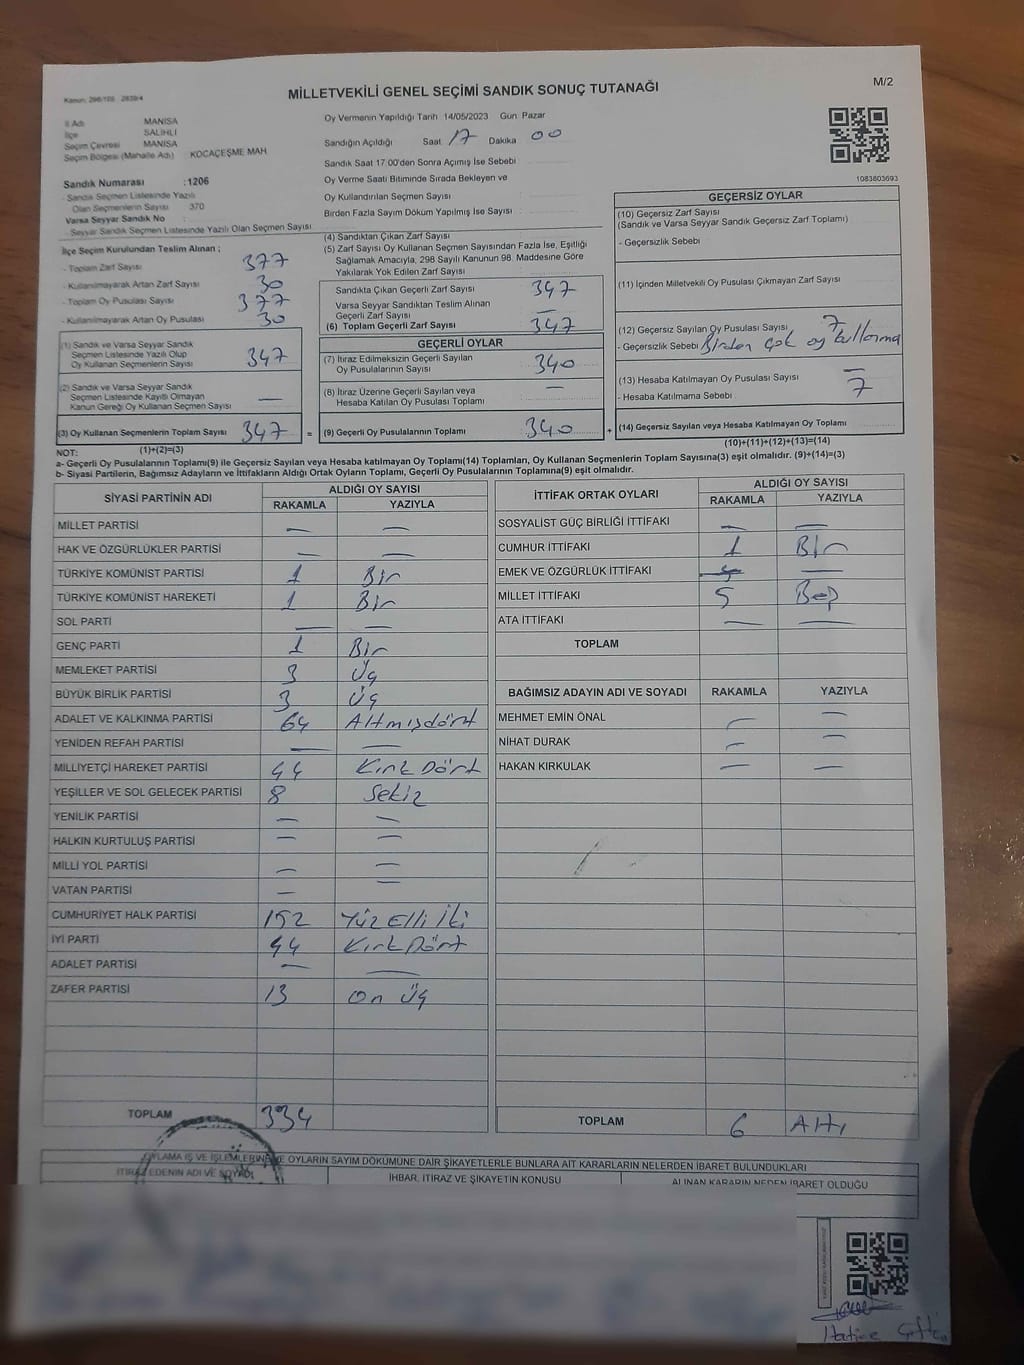 Kanun: 298/105 2839/4
MİLLETVEKİLİ GENEL SEÇİMİ SANDIK SONUÇ TUTANAĞI
M/2
İl Adı MANİSA
İlçe SALİHLİ
Seçim Çevresi MANİSA
Seçim Bölgesi (Mahalle Adı) KOCAÇEŞME MAH
Sandık Numarası :1206
- Sandık Seçmen Listesinde Yazılı
Olan Seçmenlerin Sayısı 370
Varsa Seyyar Sandık No :
- Seyyar Sandık Seçmen Listesinde Yazılı Olan Seçmen Sayısı
Oy Vermenin Yapıldığı Tarih 14/05/2023 Gün: Pazar
Sandığın Açıldığı Saat 17 Dakika 00
Sandık Saat 17:00'den Sonra Açımış İse Sebebi
Oy Verme Saati Bitiminde Sırada Bekleyen ve
Oy Kullandırılan Seçmen Sayısı
Birden Fazla Sayım Döküm Yapılmış İse Sayısı
1083803693
İlçe Seçim Kurulundan Teslim Alınan ;
- Toplam Zarf Sayısı 377
- Kullanılmayarak Artan Zarf Sayısı 30
- Toplam Oy Pusulası Sayısı 377
- Kullanılmayarak Artan Oy Pusulası 30
(1) Sandık ve Varsa Seyyar Sandık
Seçmen Listesinde Yazılı Olup
Oy Kullanan Seçmenlerin Sayısı 347
(2) Sandık ve Varsa Seyyar Sandık
Seçmen Listesinde Kayıtlı Olmayan
Kanun Gereği Oy Kullanan Seçmen Sayısı —
(3) Oy Kullanan Seçmenlerin Toplam Sayısı 347 =
(1)+(2)=(3)
(4) Sandıktan Çıkan Zarf Sayısı
(5) Zarf Sayısı Oy Kullanan Seçmen Sayısından Fazla İse, Eşitliği
Sağlamak Amacıyla, 298 Sayılı Kanunun 98. Maddesine Göre
Yakılarak Yok Edilen Zarf Sayısı
Sandıkta Çıkan Geçerli Zarf Sayısı 347
Varsa Seyyar Sandıktan Teslim Alınan
Geçerli Zarf Sayısı —
(6) Toplam Geçerli Zarf Sayısı 347
GEÇERLİ OYLAR
(7) İtiraz Edilmeksizin Geçerli Sayılan
Oy Pusulalarının Sayısı 340
(8) İtiraz Üzerine Geçerli Sayılan veya
Hesaba Katılan Oy Pusulası Toplamı —
(9) Geçerli Oy Pusulalarının Toplamı 340 +
GEÇERSİZ OYLAR
(10) Geçersiz Zarf Sayısı
(Sandık ve Varsa Seyyar Sandık Geçersiz Zarf Toplamı)
- Geçersizlik Sebebi
(11) İçinden Milletvekili Oy Pusulası Çıkmayan Zarf Sayısı
(12) Geçersiz Sayılan Oy Pusulası Sayısı 7
- Geçersizlik Sebebi Birden çok oy kullanma
(13) Hesaba Katılmayan Oy Pusulası Sayısı —
- Hesaba Katılmama Sebebi 7
(14) Geçersiz Sayılan veya Hesaba Katılmayan Oy Toplamı
(10)+(11)+(12)+(13)=(14)
NOT:
a- Geçerli Oy Pusulalarının Toplamı(9) ile Geçersiz Sayılan veya Hesaba katılmayan Oy Toplamı(14) Toplamları, Oy Kullanan Seçmenlerin Toplam Sayısına(3) eşit olmalıdır. (9)+(14)=(3)
b- Siyasi Partilerin, Bağımsız Adayların ve İttifakların Aldığı Ortak Oyların Toplamı, Geçerli Oy Pusulalarının Toplamına(9) eşit olmalıdır.
SİYASİ PARTİNİN ADI
ALDIĞI OY SAYISI
RAKAMLA YAZIYLA
MİLLET PARTİSİ — —
HAK VE ÖZGÜRLÜKLER PARTİSİ — —
TÜRKİYE KOMÜNİST PARTİSİ 1 Bir
TÜRKİYE KOMÜNİST HAREKETİ 1 Bir
SOL PARTİ — —
GENÇ PARTİ 1 Bir
MEMLEKET PARTİSİ 3 Üç
BÜYÜK BİRLİK PARTİSİ 3 Üç
ADALET VE KALKINMA PARTİSİ 64 Altmışdört
YENİDEN REFAH PARTİSİ — —
MİLLİYETÇİ HAREKET PARTİSİ 44 Kırk Dört
YEŞİLLER VE SOL GELECEK PARTİSİ 8 Sekiz
YENİLİK PARTİSİ — —
HALKIN KURTULUŞ PARTİSİ — —
MİLLİ YOL PARTİSİ — —
VATAN PARTİSİ — —
CUMHURİYET HALK PARTİSİ 152 Yüz Elli İki
İYİ PARTİ 44 Kırk Dört
ADALET PARTİSİ — —
ZAFER PARTİSİ 13 On Üç
TOPLAM 334
İTTİFAK ORTAK OYLARI
ALDIĞI OY SAYISI
RAKAMLA YAZIYLA
SOSYALİST GÜÇ BİRLİĞİ İTTİFAKI — —
CUMHUR İTTİFAKI 1 Bir
EMEK VE ÖZGÜRLÜK İTTİFAKI — —
MİLLET İTTİFAKI 5 Beş
ATA İTTİFAKI — —
TOPLAM
BAĞIMSIZ ADAYIN ADI VE SOYADI RAKAMLA YAZIYLA
MEHMET EMİN ÖNAL — —
NİHAT DURAK — —
HAKAN KIRKULAK — —
TOPLAM 6 Altı
OYLAMA İŞ VE İŞLEMLERİNE VE OYLARIN SAYIM DÖKÜMÜNE DAİR ŞİKAYETLERLE BUNLARA AİT KARARLARIN NELERDEN İBARET BULUNDUKLARI
İTİRAZ EDENİN ADI VE SOYADI
İHBAR, İTİRAZ VE ŞİKAYETİN KONUSU
ALINAN KARARIN NEDEN İBARET OLDUĞU
Hatice